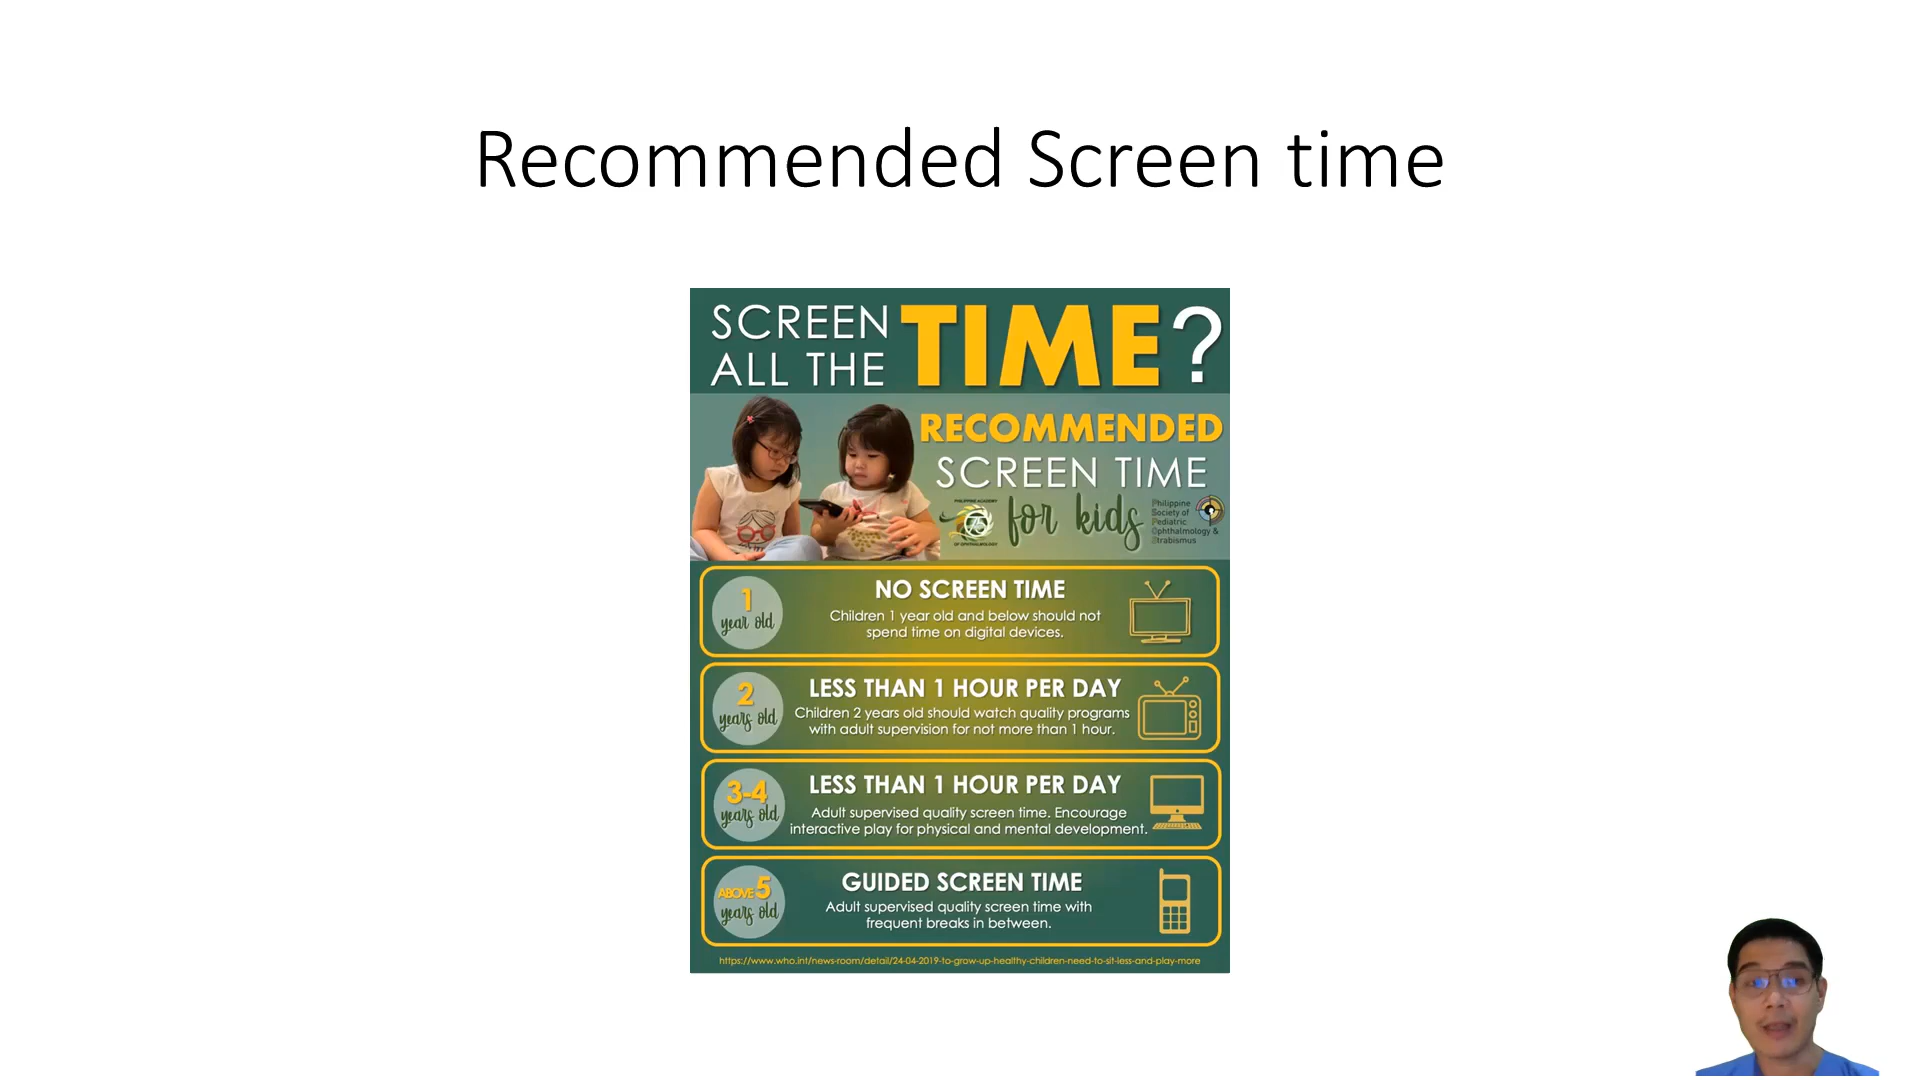 Recommended Screen time
SCREEN
ALL THE
TIME?
RECOMMENDED
SCREEN TIME
for kids
PHILIPPINE ACADEMY
75
OF OPHTHALMOLOGY
Philippine
Society of
Pediatric
Ophthalmology &
Strabismus
1
year old
NO SCREEN TIME
Children 1 year old and below should not
spend time on digital devices.
2
years old
LESS THAN 1 HOUR PER DAY
Children 2 years old should watch quality programs
with adult supervision for not more than 1 hour.
3-4
years old
LESS THAN 1 HOUR PER DAY
Adult supervised quality screen time. Encourage
interactive play for physical and mental development.
ABOVE 5
years old
GUIDED SCREEN TIME
Adult supervised quality screen time with
frequent breaks in between.
https://www.who.int/news-room/detail/24-04-2019-to-grow-up-healthy-children-need-to-sit-less-and-play-more